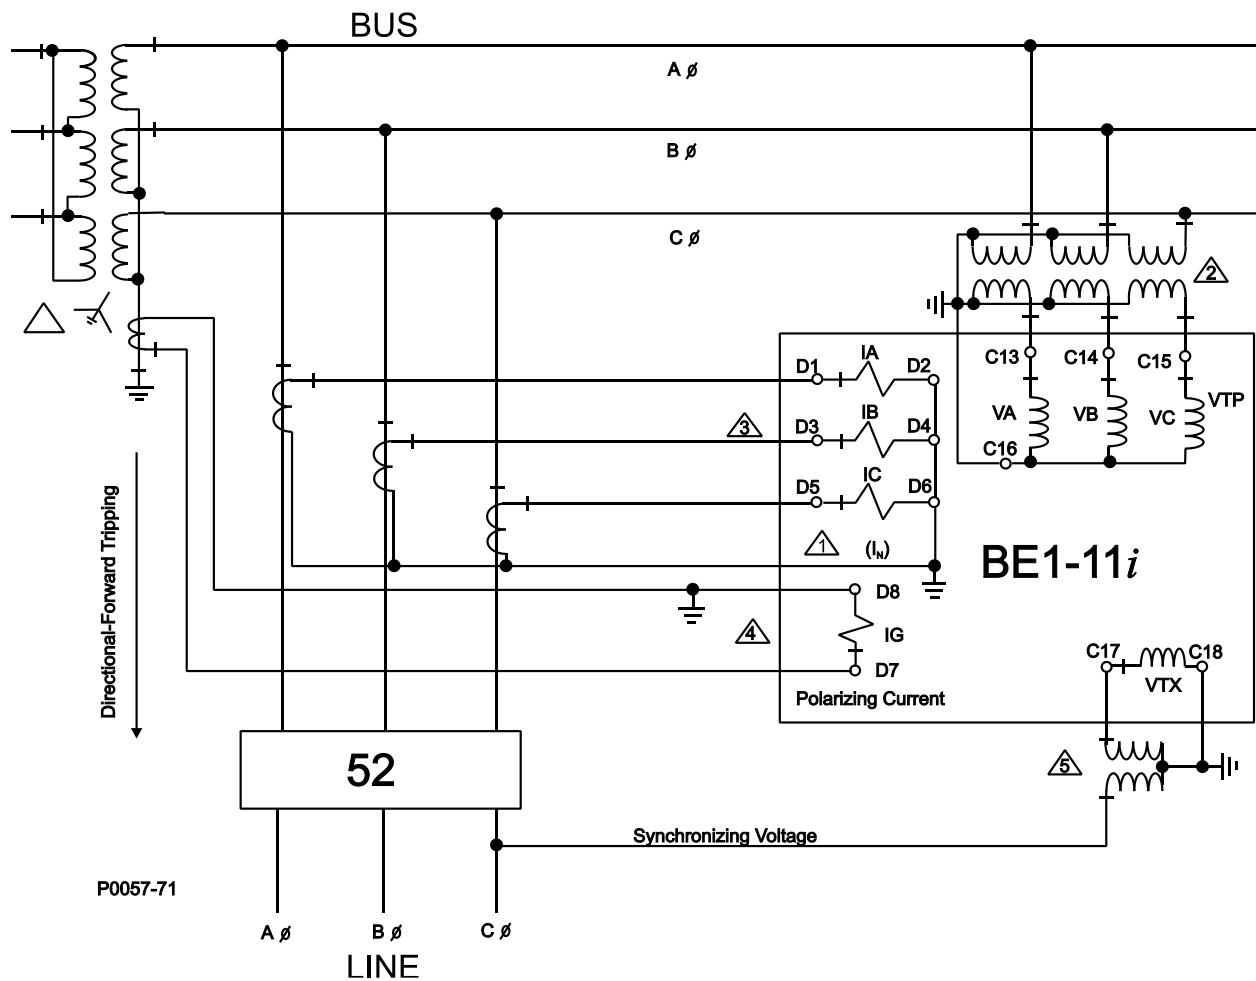 BUS
A ø
B ø
C ø
2
D1 IA D2
C13 C14 C15
VA VB VC VTP
3
D3 IB D4
C16
D5 IC D6
1
(IN)
BE1-11i
Directional-Forward Tripping
D8
4
IG
D7
Polarizing Current
C17 C18
VTX
52
5
Synchronizing Voltage
P0057-71
A ø B ø C ø
LINE